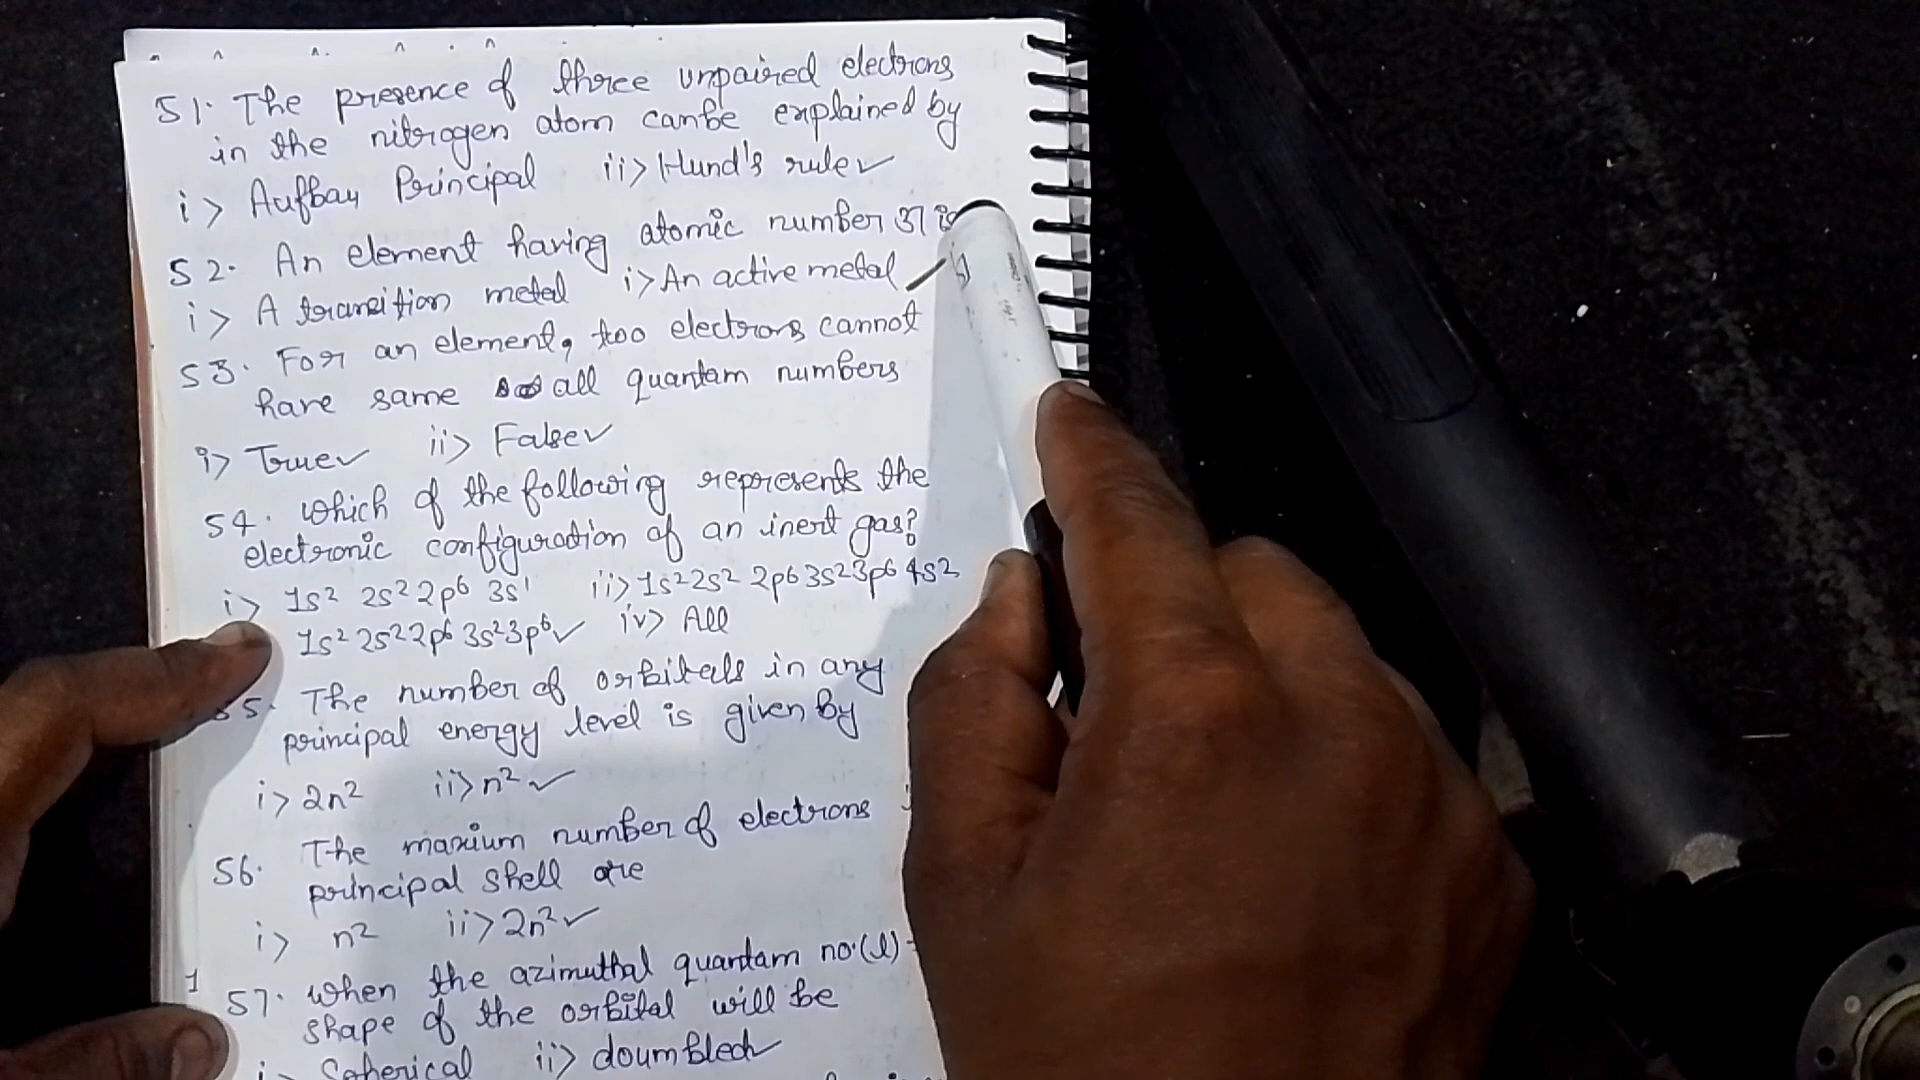 51. The presence of three unpaired electrons
in the nitrogen atom canbe explained by
i> Aufbau Principal ii> Hund's rule ✓
52. An element having atomic number 37 is
i> A transition metal i> An active metal ✓
53. For an element, too electrons cannot
have same all quantam numbers
i> True ✓ ii> False ✓
54. Which of the following represents the
electronic configuration of an inert gas?
i> 1s² 2s² 2p⁶ 3s¹ ii> 1s² 2s² 2p⁶ 3s² 3p⁶ 4s²
1s² 2s² 2p⁶ 3s² 3p⁶ ✓ iv> All
55. The number of orbitals in any
principal energy level is given by
i> 2n² ii> n² ✓
56. The maxium number of electrons
principal shell are
i> n² ii> 2n² ✓
1
57. when the azimuthal quantam no.(l)
shape of the orbital will be
Spherical ii> doumbled ✓